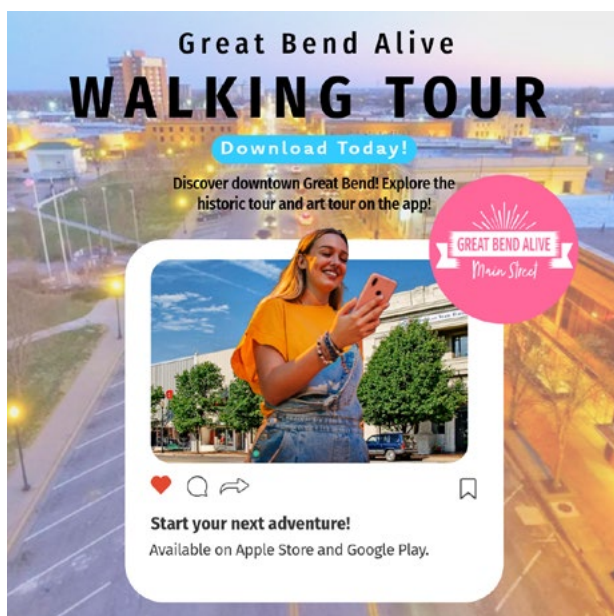 Great Bend Alive
WALKING TOUR
Download Today!
Discover downtown Great Bend! Explore the
historic tour and art tour on the app!
GREAT BEND ALIVE
Main Street
Start your next adventure!
Available on Apple Store and Google Play.